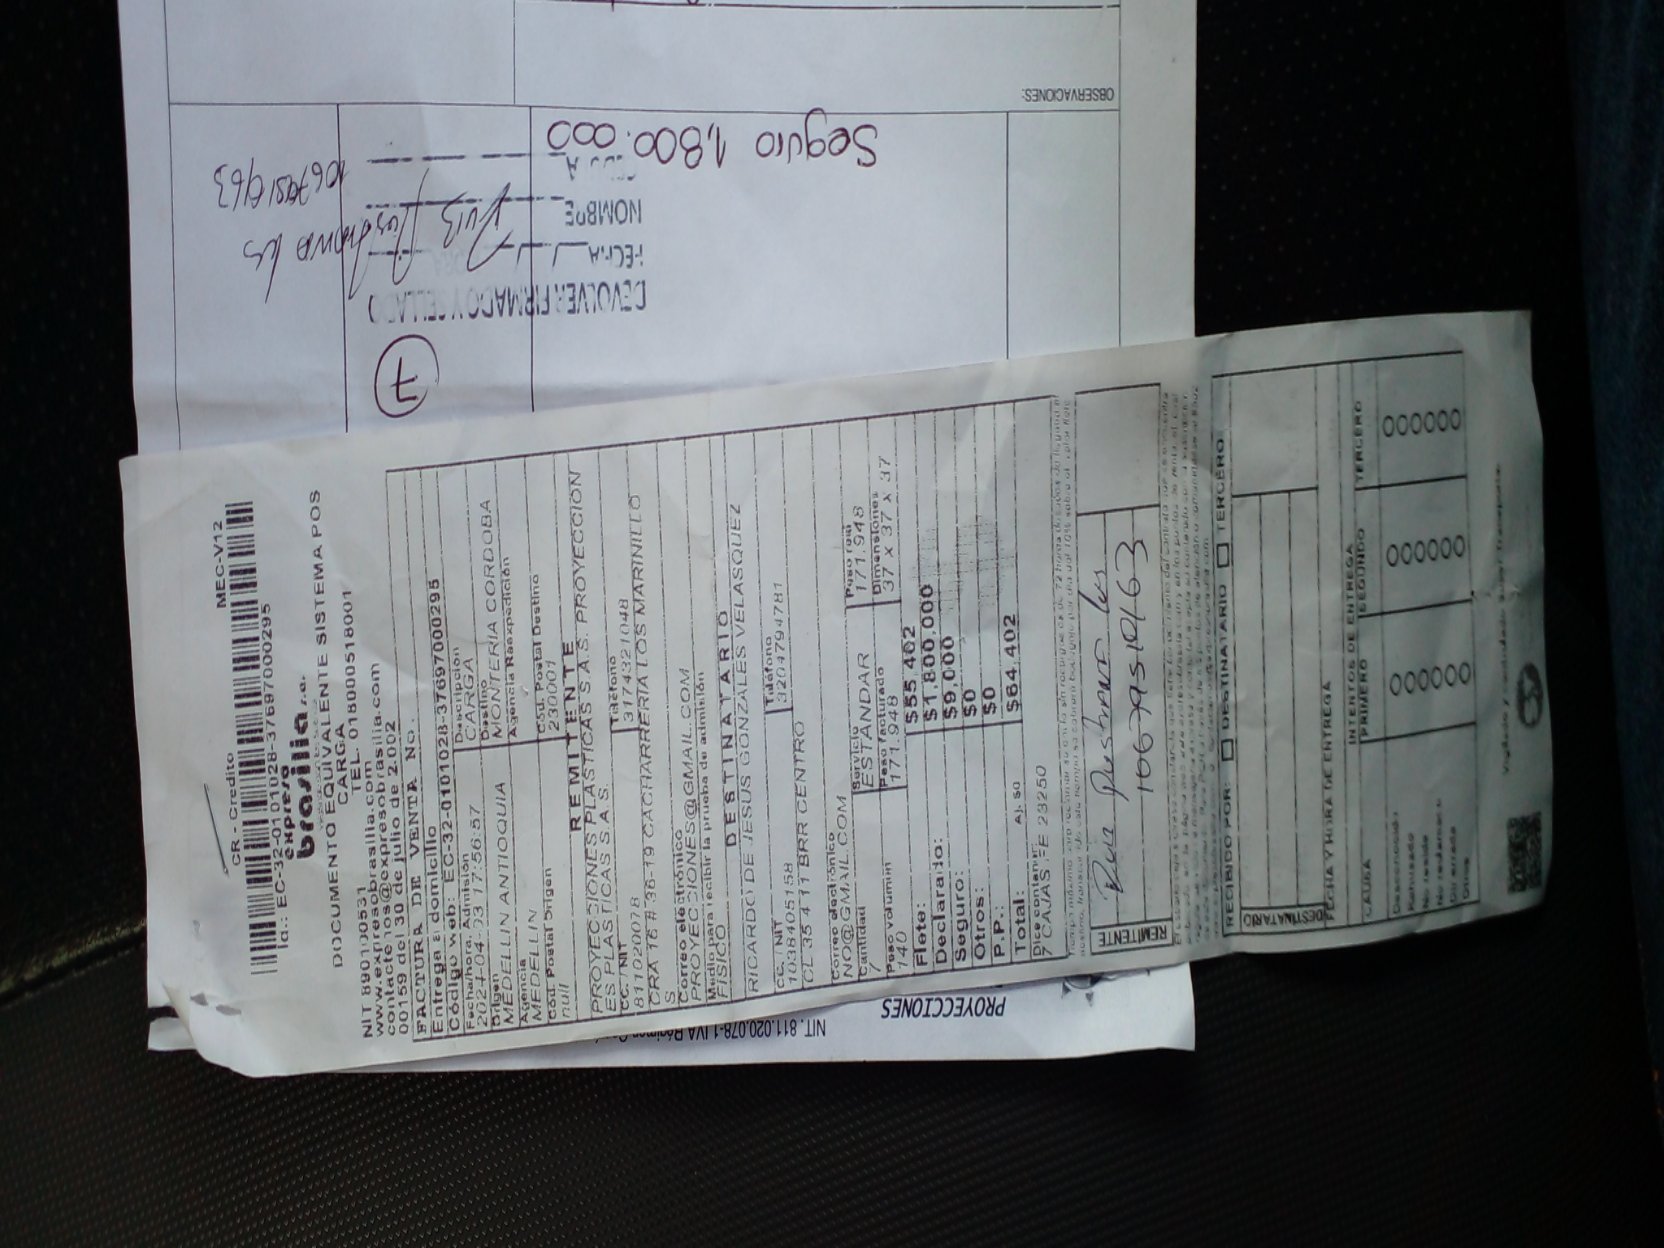 CR - Credito
MEC-V12
Id.: EC-32-0101028-3769700002 95
expreso
brasilia s.a.
DOCUMENTO EQUIVALENTE SISTEMA POS
CARGA
NIT 8901005 31 TEL. 018000518001
www.expresobrasilia.com
contactenos@expresobrasilia.com
00159 del 30 de julio de 2.002
FACTURA DE VENTA No.
Entrega a domicilio
Código web: EC-32-0101028-376970000295
Fecha/hora Admisión
2024-04-23 17:56:57
Descripción
CARGA
Origen
MEDELLIN ANTIOQUIA
Destino
MONTERIA CORDOBA
Agencia
MEDELLIN
Agencia Reexpedición
Cód. Postal Origen
null
Cód. Postal Destino
230001
REMITENTE
PROYECCIONES PLASTICAS S.A.S. PROYECCION
ES PLASTICAS S.A.S.
CC. / NIT
811020078
Teléfono
3174321048
CRA 16 # 36-19 CACHARRERIA LOS MARINILLO
S
Correo electrónico
PROYECCIONES@GMAIL.COM
Medio para recibir la prueba de admisión
FISICO
DESTINATARIO
RICARDO DE JESUS GONZALES VELASQUEZ
CC. / NIT
1038405158
Teléfono
3204794781
CL 35 4 11 BRR CENTRO
Correo electrónico
NO@GMAIL.COM
Cantidad
7
Servicio
ESTANDAR
Peso real
171.948
Peso volumen
140
Peso facturado
171.948
Dimensiones
37 X 37 X 37
Flete: $55,402
Declarado: $1,800,000
Seguro: $9,000
Otros: $0
P.P.: $0
Total: $64,402
Dice contener:
7 CAJAS FE 23250
REMITENTE
RECIBIDO POR: DESTINATARIO TERCERO
DESTINATARIO
FECHA Y HORA DE ENTREGA
INTENTOS DE ENTREGA
CAUSA PRIMERO SEGUNDO TERCERO
Desconocido
Rehusado
No reside
No reclamado
Dir. errada
Otros
OBSERVACIONES:
Seguro 1,800.000
DEVOLVER FIRMADO Y SELLADO
FECHA
NOMBRE
7
PROYECCIONES
NIT. 811.020.078-1 IVA Régimen